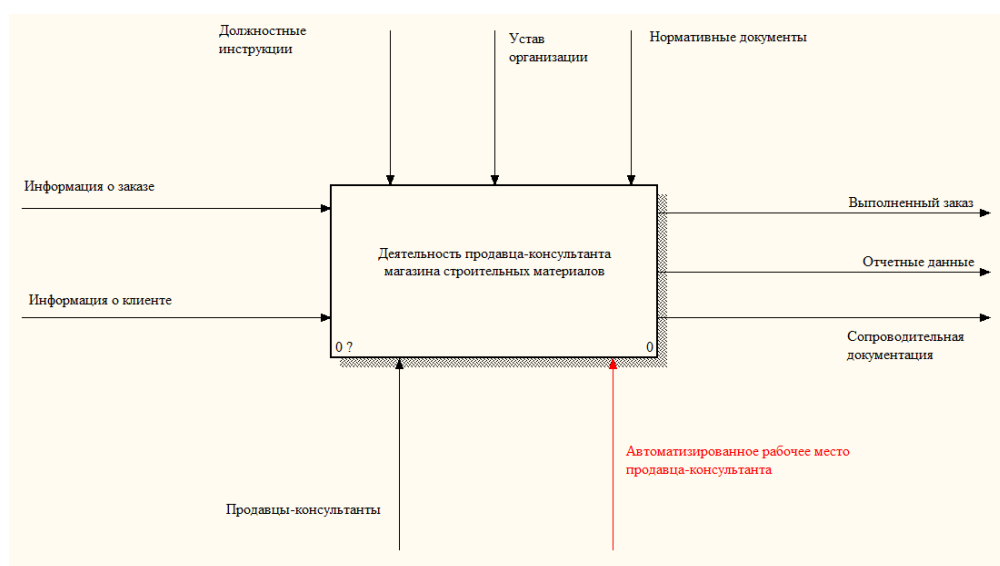 Должностные
инструкции
Устав
организации
Нормативные документы
Информация о заказе
Выполненный заказ
Деятельность продавца-консультанта
магазина строительных материалов
Отчетные данные
Информация о клиенте
Сопроводительная
документация
0 ?
0
Автоматизированное рабочее место
продавца-консультанта
Продавцы-консультанты